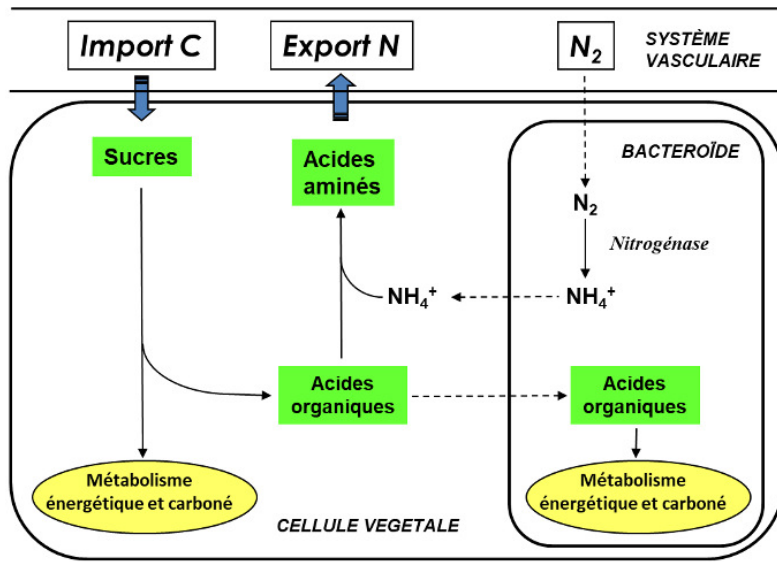 Import C
Export N
N₂
SYSTÈME
VASCULAIRE
Sucres
Acides
aminés
BACTEROÏDE
N₂
Nitrogénase
NH₄⁺
NH₄⁺
Acides
organiques
Acides
organiques
Métabolisme
énergétique et carboné
Métabolisme
énergétique et carboné
CELLULE VEGETALE